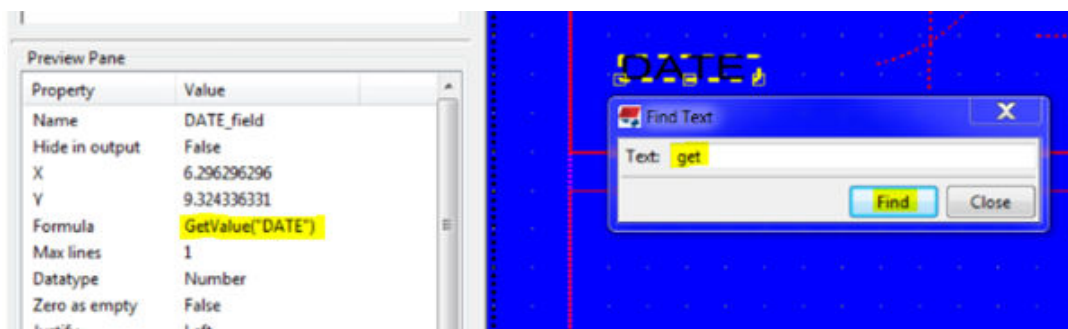 Preview Pane
Property Value
Name DATE_field
Hide in output False
X 6.296296296
Y 9.324336331
Formula GetValue("DATE")
Max lines 1
Datatype Number
Zero as empty False
DATE
Find Text
X
Text: get
Find Close